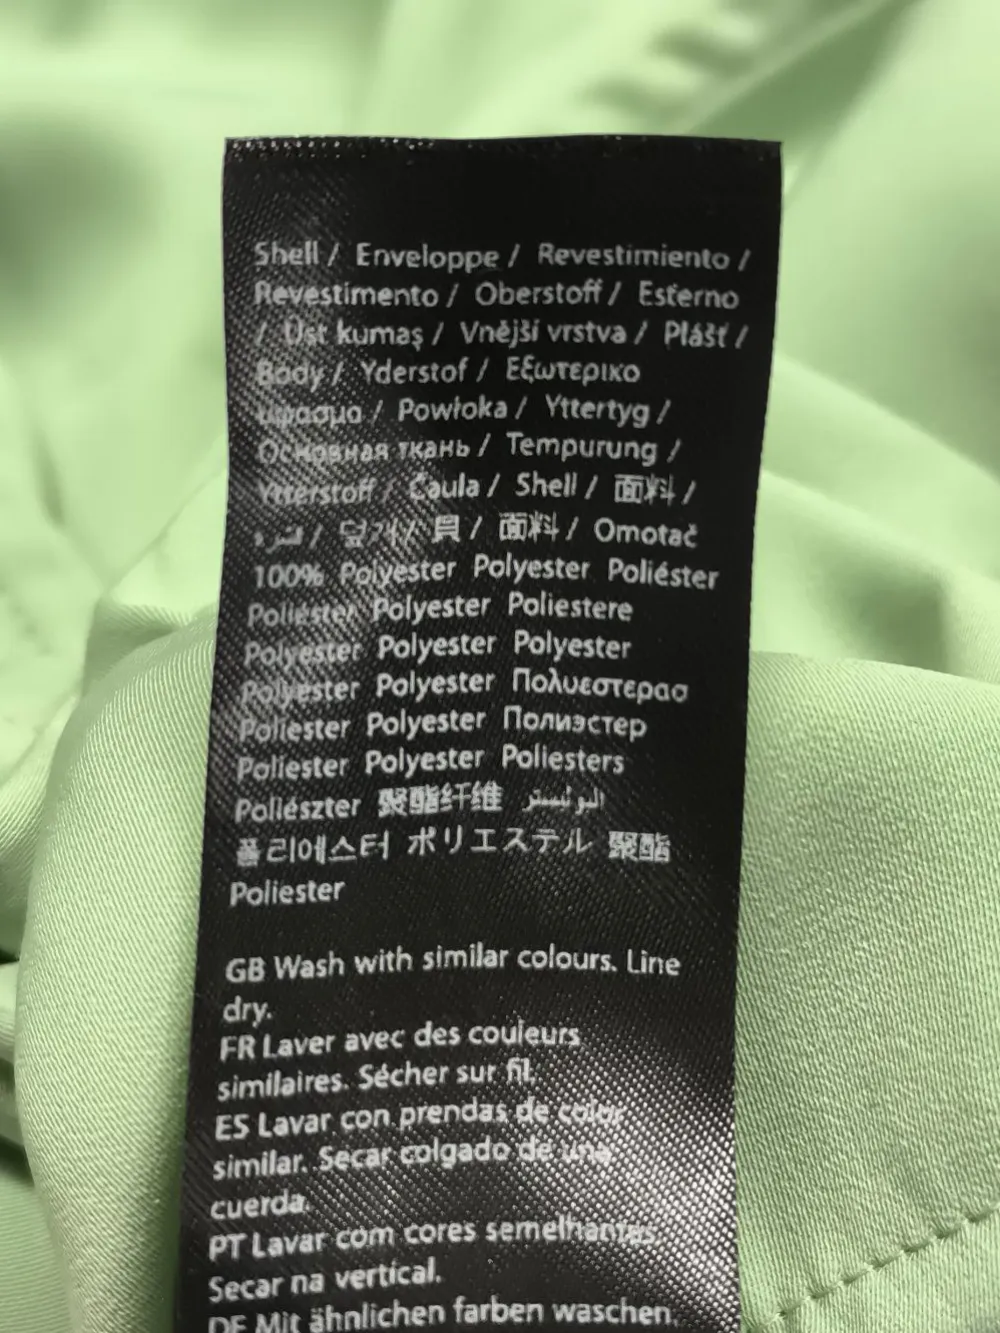 Shell / Enveloppe / Revestimiento /
Revestimento / Oberstoff / Esterno
/ Üst kumaş / Vnější vrstva / Plášť /
Body / Yderstof / Εξωτερικο
υφασμα / Powłoka / Yttertyg /
Основная ткань / Tempurung /
Ytterstoff / Čaula / Shell / 面料 /
/ 덮개 / 貝 / 面料 / Omotač
100% Polyester Polyester Poliéster
Poliéster Polyester Poliestere
Polyester Polyester Polyester
Polyester Polyester Πολυεστερασ
Poliester Polyester Полиэстер
Poliester Polyester Poliesters
Poliészter 聚酯纤维 البوليستر
폴리에스터 ポリエステル 聚酯
Poliester
GB Wash with similar colours. Line
dry.
FR Laver avec des couleurs
similaires. Sécher sur fil.
ES Lavar con prendas de color
similar. Secar colgado de una
cuerda.
PT Lavar com cores semelhantes.
Secar na vertical.
DE Mit ähnlichen farben waschen.